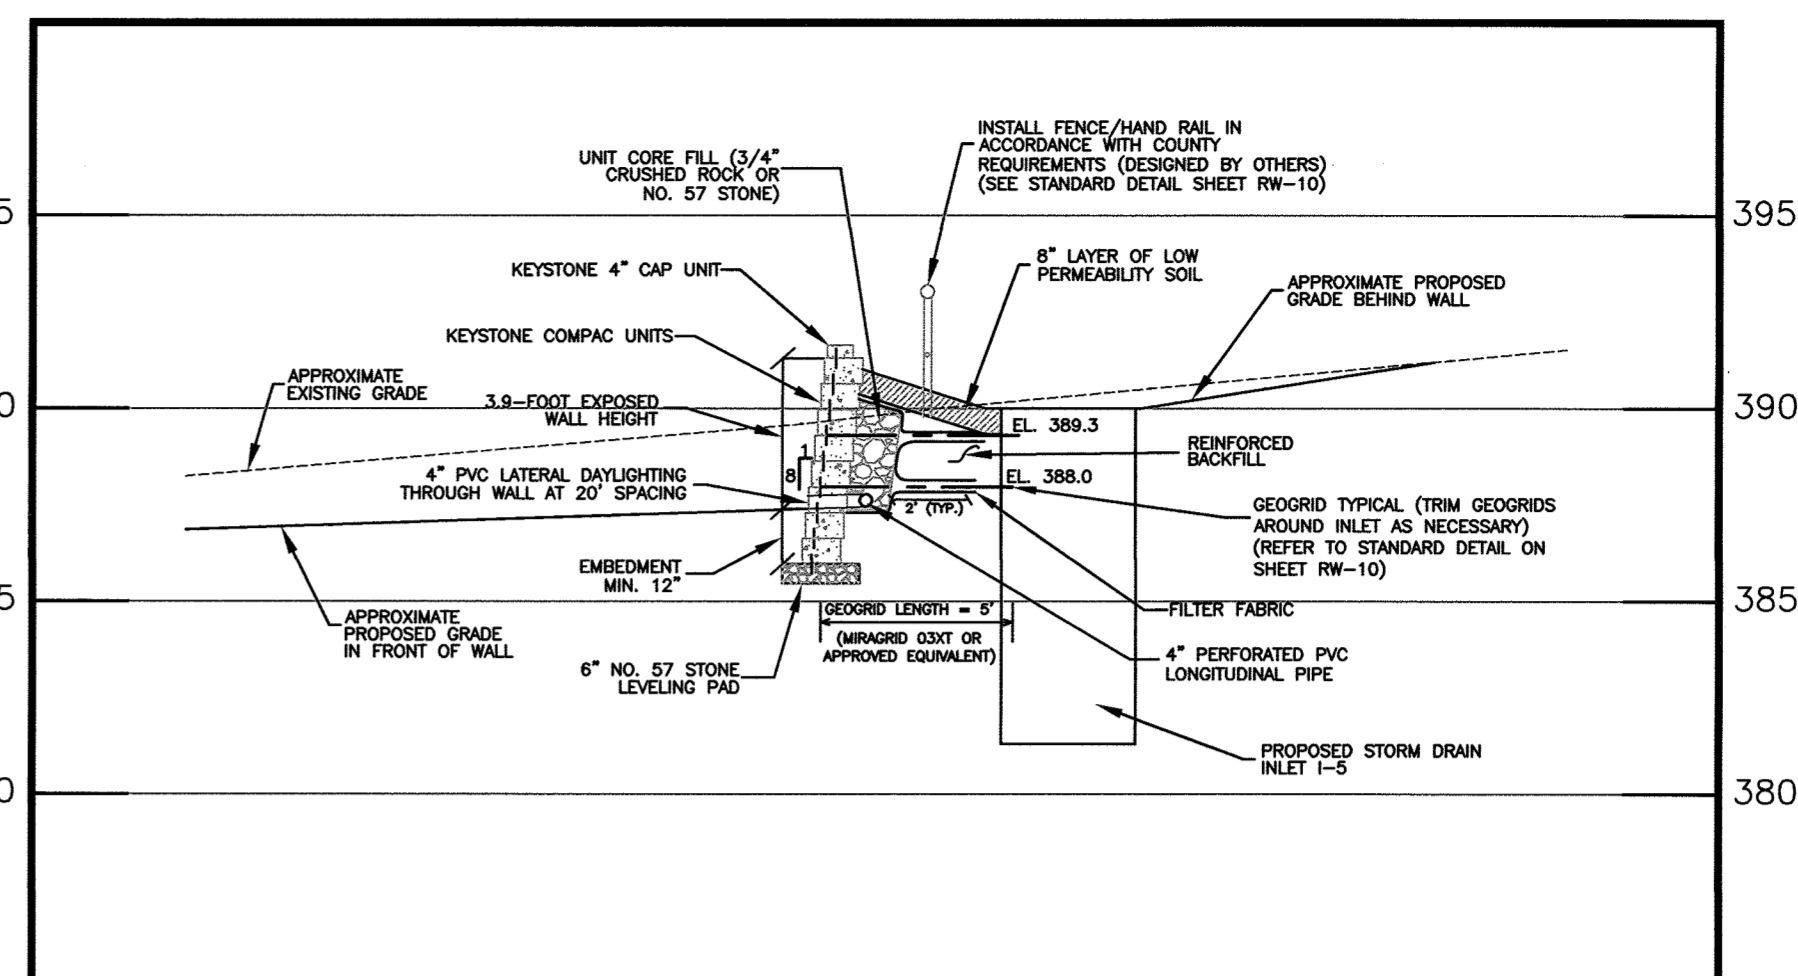 INSTALL FENCE/HAND RAIL IN
ACCORDANCE WITH COUNTY
REQUIREMENTS (DESIGNED BY OTHERS)
(SEE STANDARD DETAIL SHEET RW-10)
UNIT CORE FILL (3/4"
CRUSHED ROCK OR
NO. 57 STONE)
5
395
8" LAYER OF LOW
PERMEABILITY SOIL
KEYSTONE 4" CAP UNIT
APPROXIMATE PROPOSED
GRADE BEHIND WALL
KEYSTONE COMPAC UNITS
APPROXIMATE
EXISTING GRADE
3.9-FOOT EXPOSED
WALL HEIGHT
0
390
EL. 389.3
REINFORCED
BACKFILL
1
8
4" PVC LATERAL DAYLIGHTING
THROUGH WALL AT 20' SPACING
EL. 388.0
2' (TYP.)
GEOGRID TYPICAL (TRIM GEOGRIDS
AROUND INLET AS NECESSARY)
(REFER TO STANDARD DETAIL ON
SHEET RW-10)
EMBEDMENT
MIN. 12"
5
385
GEOGRID LENGTH = 5'
(MIRAGRID 03XT OR
APPROVED EQUIVALENT)
FILTER FABRIC
APPROXIMATE
PROPOSED GRADE
IN FRONT OF WALL
6" NO. 57 STONE
LEVELING PAD
4" PERFORATED PVC
LONGITUDINAL PIPE
PROPOSED STORM DRAIN
INLET I-5
0
380